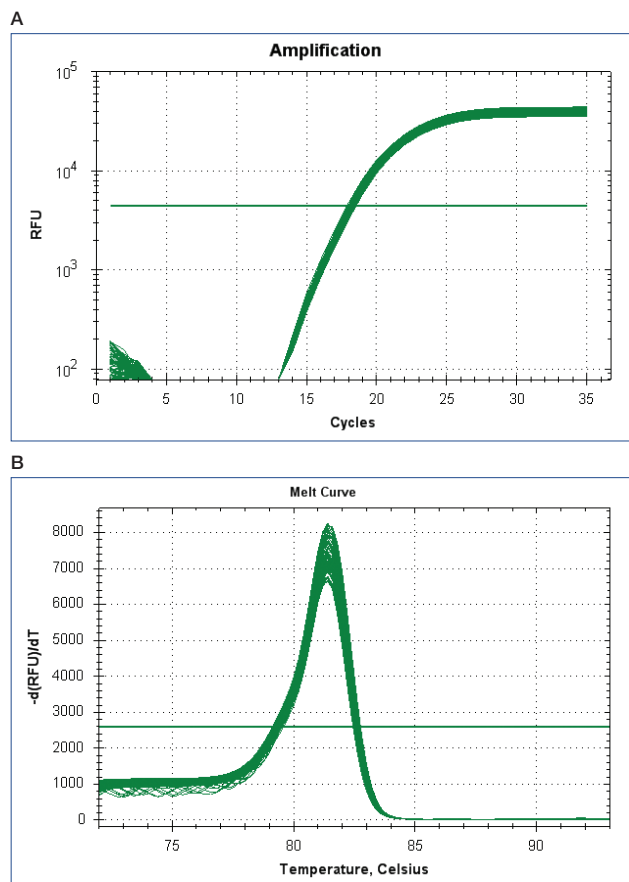 A
Amplification
10^5
10^4
10^3
10^2
RFU
0 5 10 15 20 25 30 35
Cycles
B
Melt Curve
8000
7000
6000
5000
4000
3000
2000
1000
0
-d(RFU)/dT
75 80 85 90
Temperature, Celsius